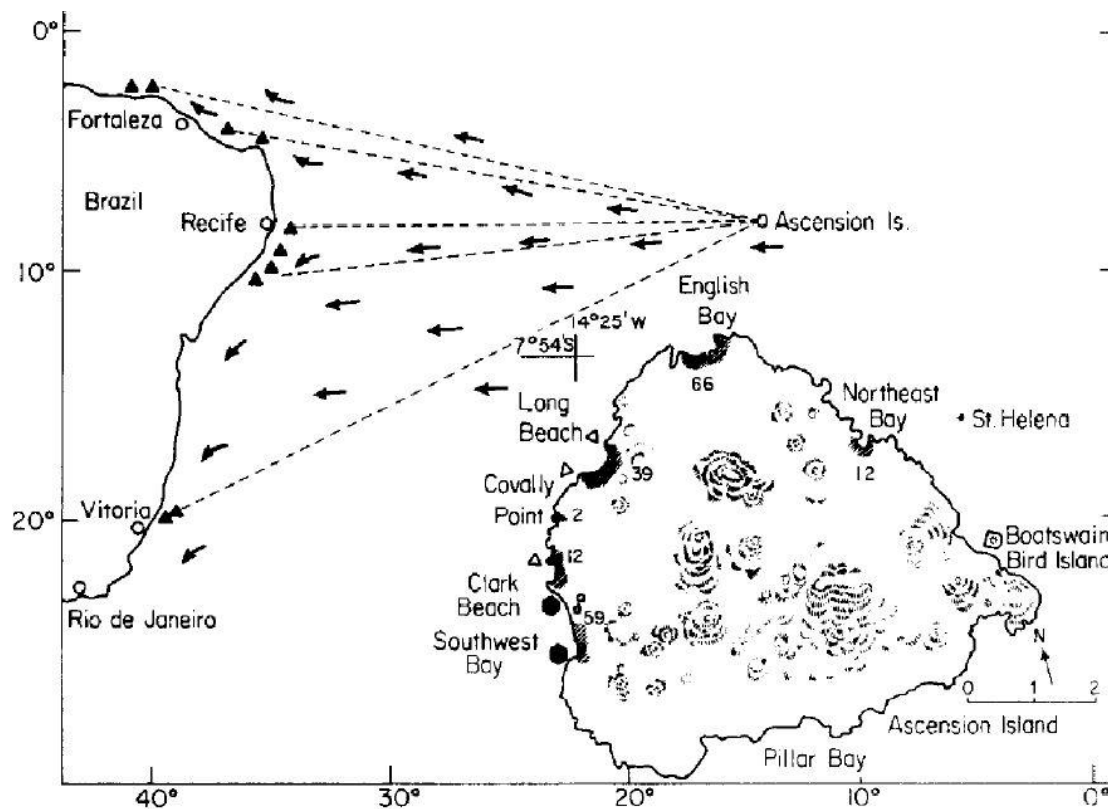 0°
Fortaleza
Brazil
Recife
Ascension Is.
10°
English
Bay
14°25'W
7°54'S
66
Long
Beach
Northeast
Bay
St. Helena
39
12
Covally
Point
2
Vitoria
20°
Boatswain
Bird Island
12
Clark
Beach
59
Rio de Janeiro
Southwest
Bay
N
0 1 2
Ascension Island
Pillar Bay
40° 30° 20° 10° 0°